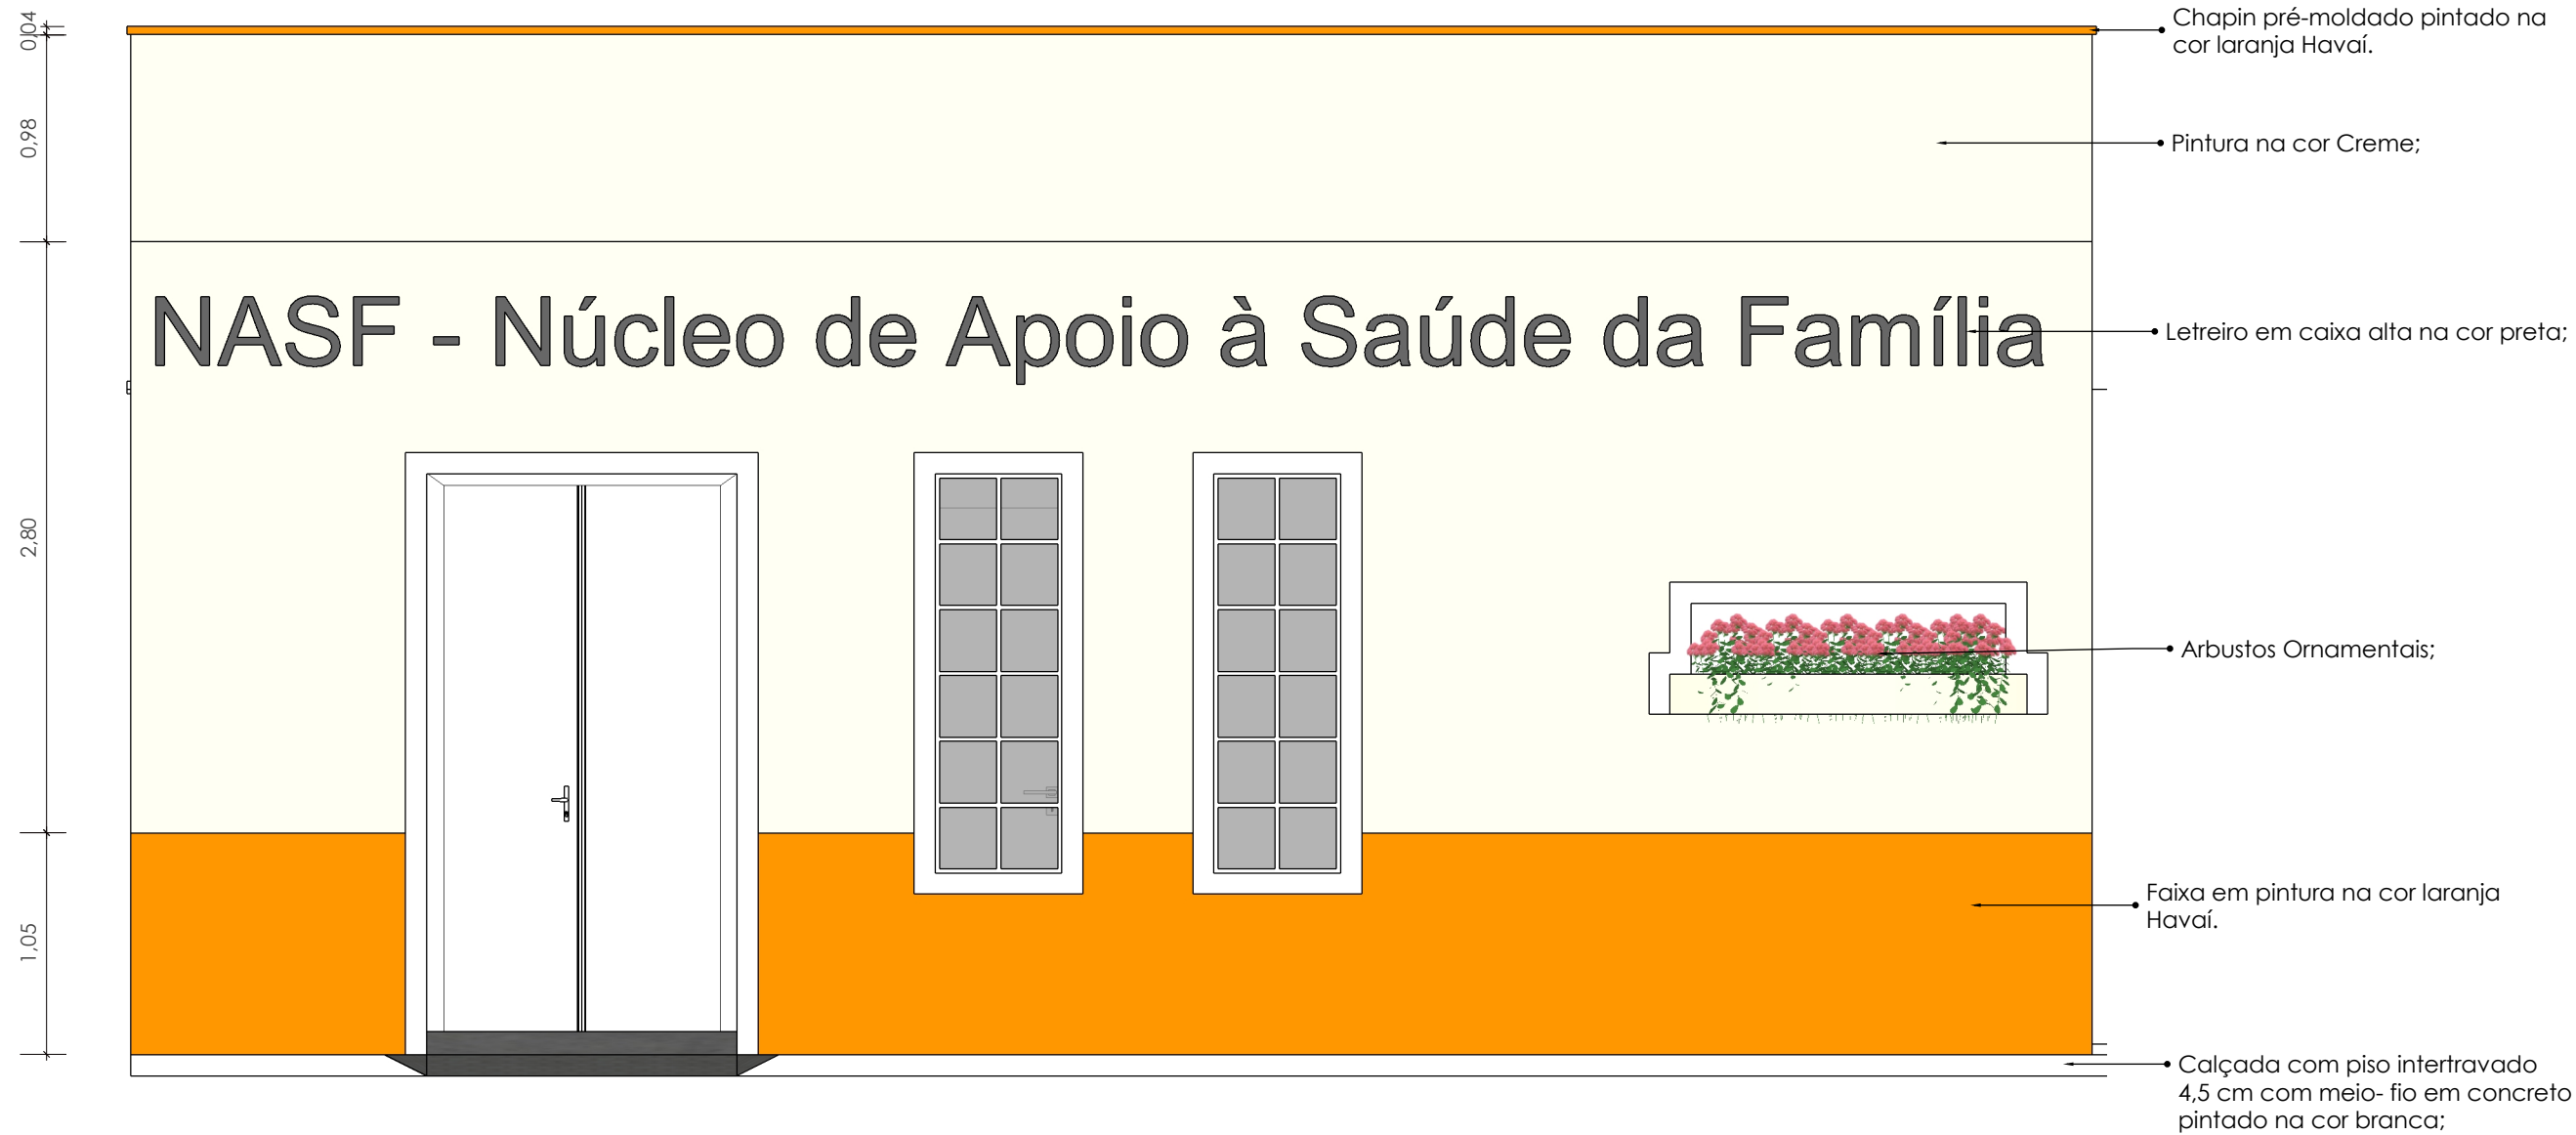 0,04
Chapin pré-moldado pintado na
cor laranja Havaí.
0,98
Pintura na cor Creme;
NASF - Núcleo de Apoio à Saúde da Família
Letreiro em caixa alta na cor preta;
2,80
Arbustos Ornamentais;
1,05
Faixa em pintura na cor laranja
Havaí.
Calçada com piso intertravado
4,5 cm com meio- fio em concreto
pintado na cor branca;